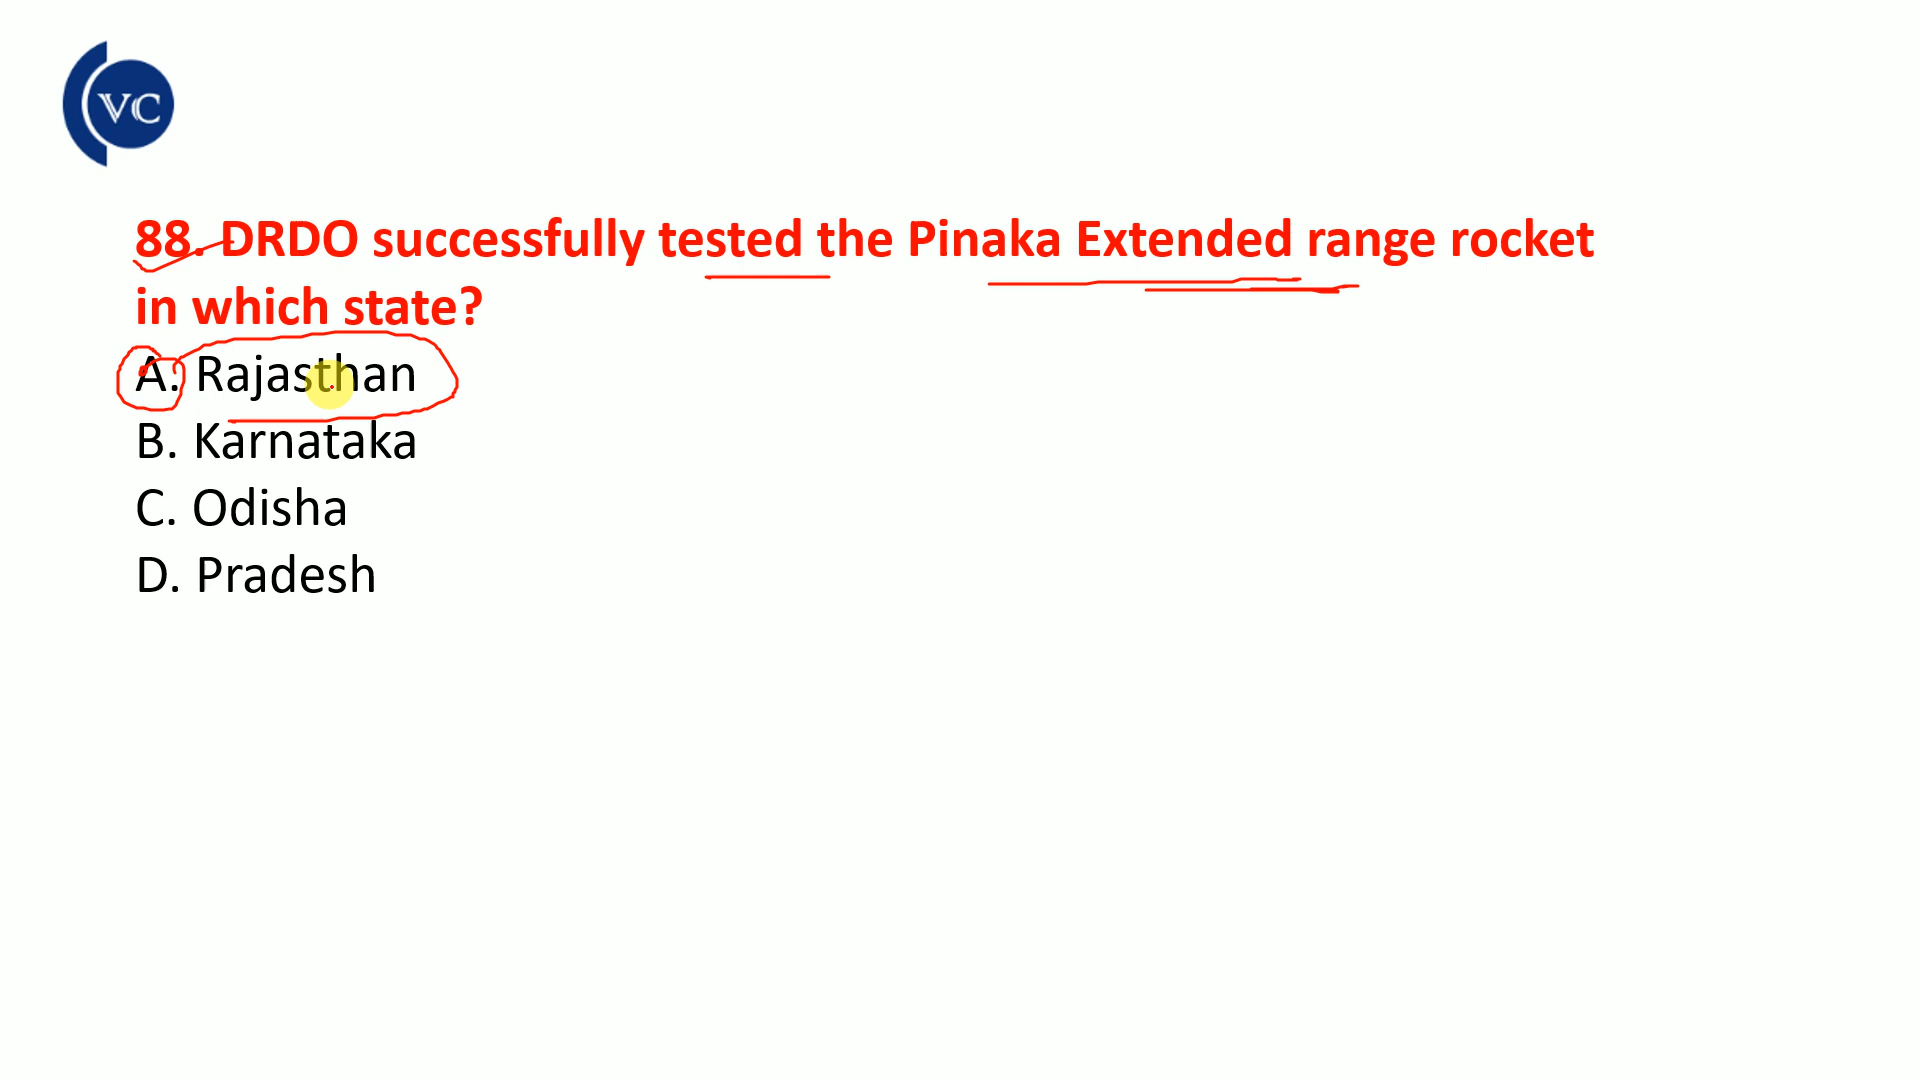 VC
88. DRDO successfully tested the Pinaka Extended range rocket
in which state?
A. Rajasthan
B. Karnataka
C. Odisha
D. Pradesh